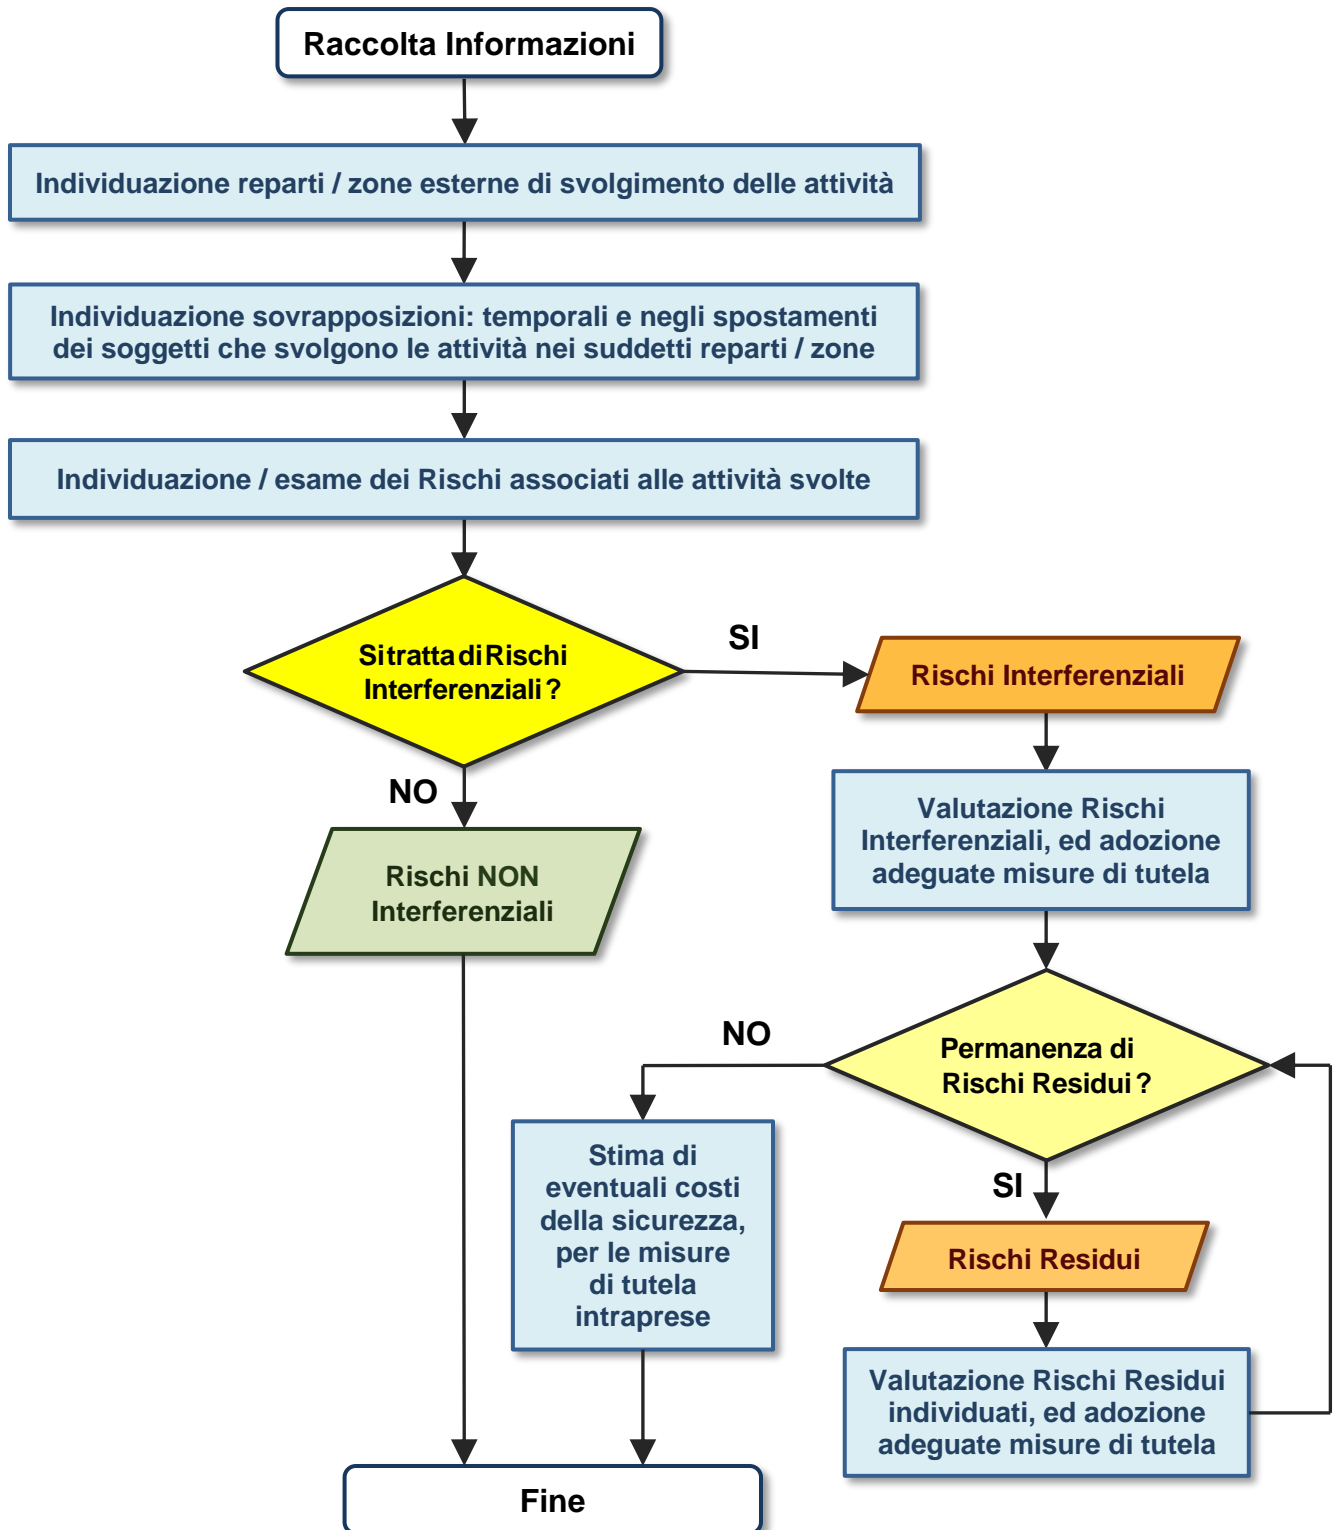 Raccolta Informazioni
Individuazione reparti / zone esterne di svolgimento delle attività
Individuazione sovrapposizioni: temporali e negli spostamenti
dei soggetti che svolgono le attività nei suddetti reparti / zone
Individuazione / esame dei Rischi associati alle attività svolte
Si tratta di Rischi
Interferenziali ?
SI
Rischi Interferenziali
NO
Rischi NON
Interferenziali
Valutazione Rischi
Interferenziali, ed adozione
adeguate misure di tutela
Permanenza di
Rischi Residui ?
NO
Stima di
eventuali costi
della sicurezza,
per le misure
di tutela
intraprese
SI
Rischi Residui
Valutazione Rischi Residui
individuati, ed adozione
adeguate misure di tutela
Fine